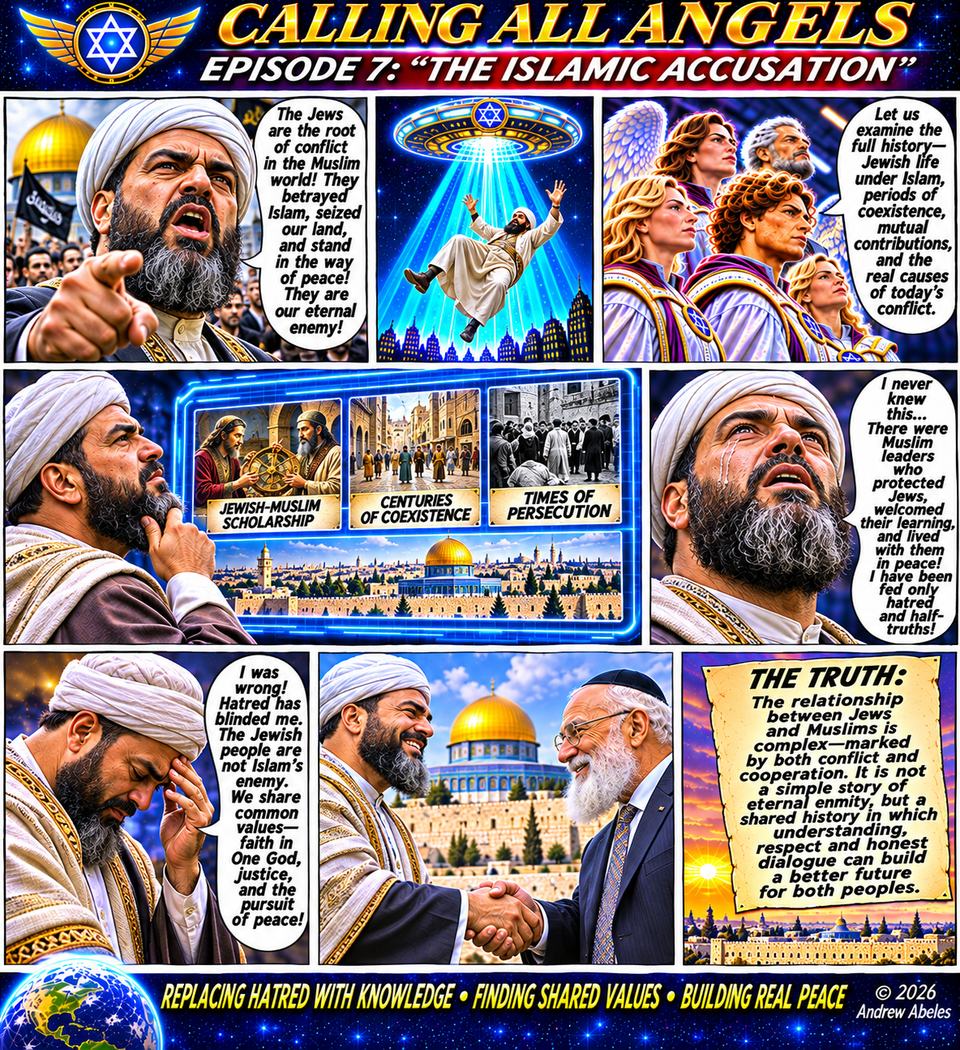 CALLING ALL ANGELS
EPISODE 7: “THE ISLAMIC ACCUSATION”
The Jews
are the root
of conflict
in the Muslim
world! They
betrayed
Islam, seized
our land,
and stand
in the way
of peace!
They are
our eternal
enemy!
Let us
examine the
full history—
Jewish life
under Islam,
periods of
coexistence,
mutual
contributions,
and the
real causes
of today’s
conflict.
JEWISH-MUSLIM
SCHOLARSHIP
CENTURIES
OF COEXISTENCE
TIMES OF
PERSECUTION
I never
knew
this...
There were
Muslim
leaders
who
protected
Jews,
welcomed
their learning,
and lived
with them
in peace!
I have been
fed only
hatred
and half-
truths!
I was
wrong!
Hatred has
blinded me.
The Jewish
people are
not Islam’s
enemy.
We share
common
values—
faith in
One God,
justice,
and the
pursuit
of peace!
THE TRUTH:
The relationship
between Jews
and Muslims is
complex—marked
by both conflict and
cooperation. It is not
a simple story of
eternal enmity, but a
shared history in which
understanding,
respect and honest
dialogue can build
a better future
for both peoples.
REPLACING HATRED WITH KNOWLEDGE • FINDING SHARED VALUES • BUILDING REAL PEACE
© 2026
Andrew Abeles